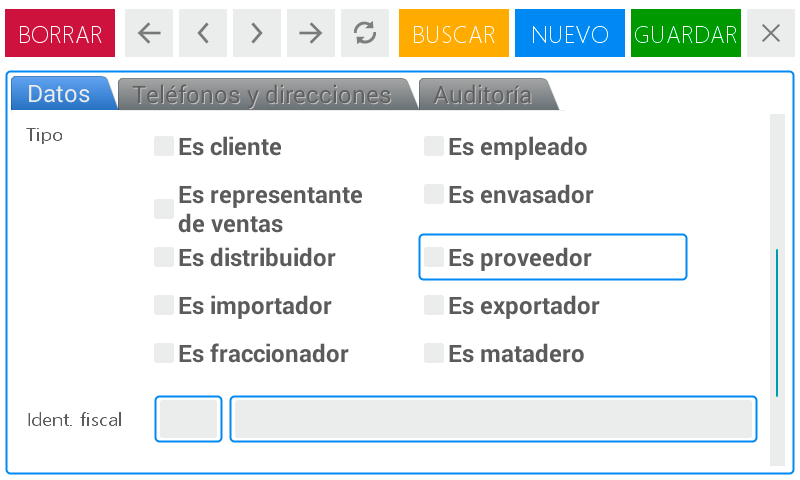 BORRAR BUSCAR NUEVO GUARDAR
Datos Teléfonos y direcciones Auditoría
Tipo
Es cliente Es empleado
Es representante de ventas Es envasador
Es distribuidor Es proveedor
Es importador Es exportador
Es fraccionador Es matadero
Ident. fiscal